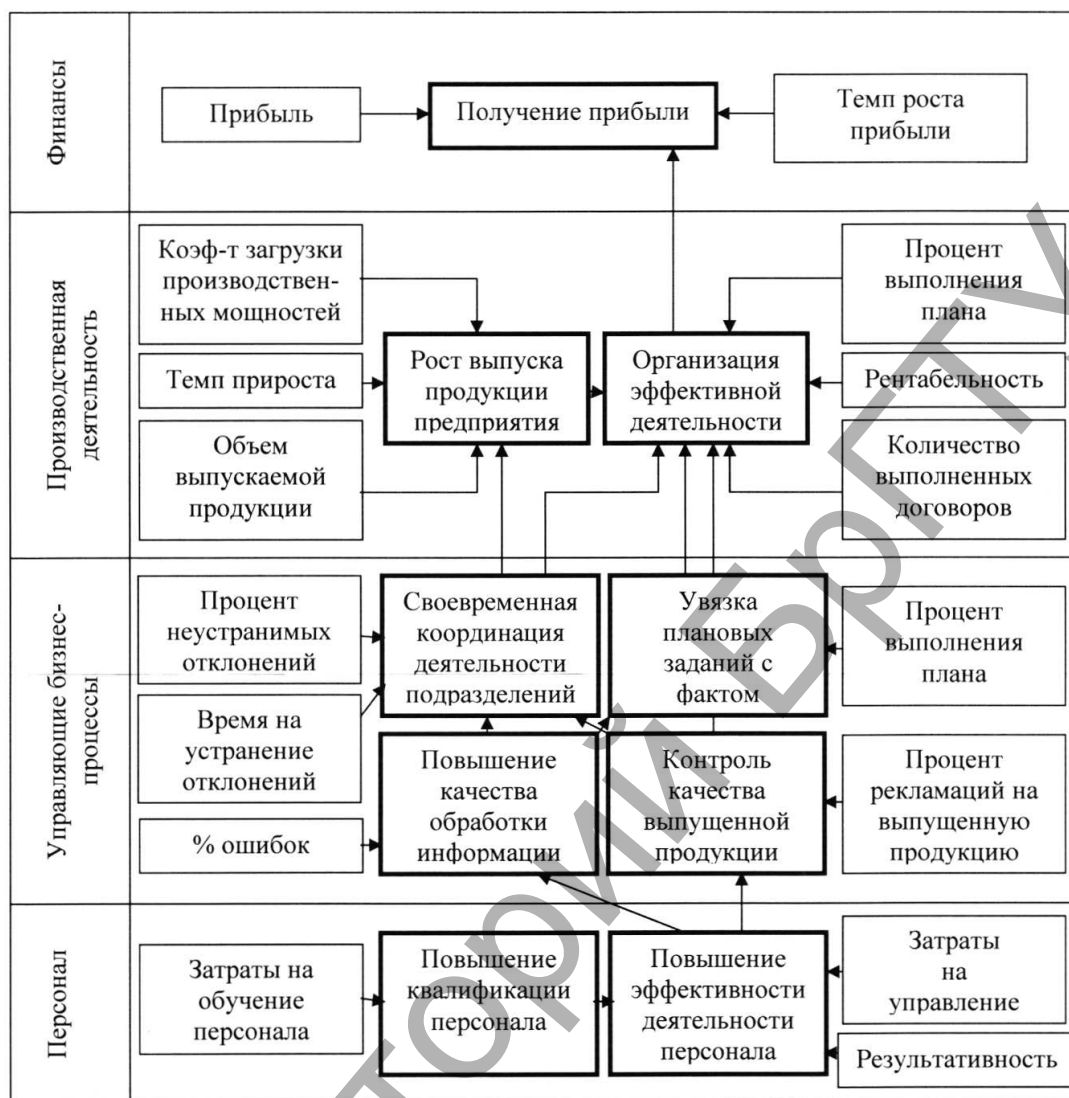 Финансы
Прибыль
Получение прибыли
Темп роста
прибыли
Производственная
деятельность
Коэф-т загрузки
производствен-
ных мощностей
Темп прироста
Объем
выпускаемой
продукции
Рост выпуска
продукции
предприятия
Организация
эффективной
деятельности
Процент
выполнения
плана
Рентабельность
Количество
выполненных
договоров
Управляющие бизнес-
процессы
Процент
неустранимых
отклонений
Время на
устранение
отклонений
% ошибок
Своевременная
координация
деятельности
подразделений
Увязка
плановых
заданий с
фактом
Процент
выполнения
плана
Повышение
качества
обработки
информации
Контроль
качества
выпущенной
продукции
Процент
рекламаций на
выпущенную
продукцию
Персонал
Затраты на
обучение
персонала
Повышение
квалификации
персонала
Повышение
эффективности
деятельности
персонала
Затраты
на
управление
Результативность
торий БрГТУ